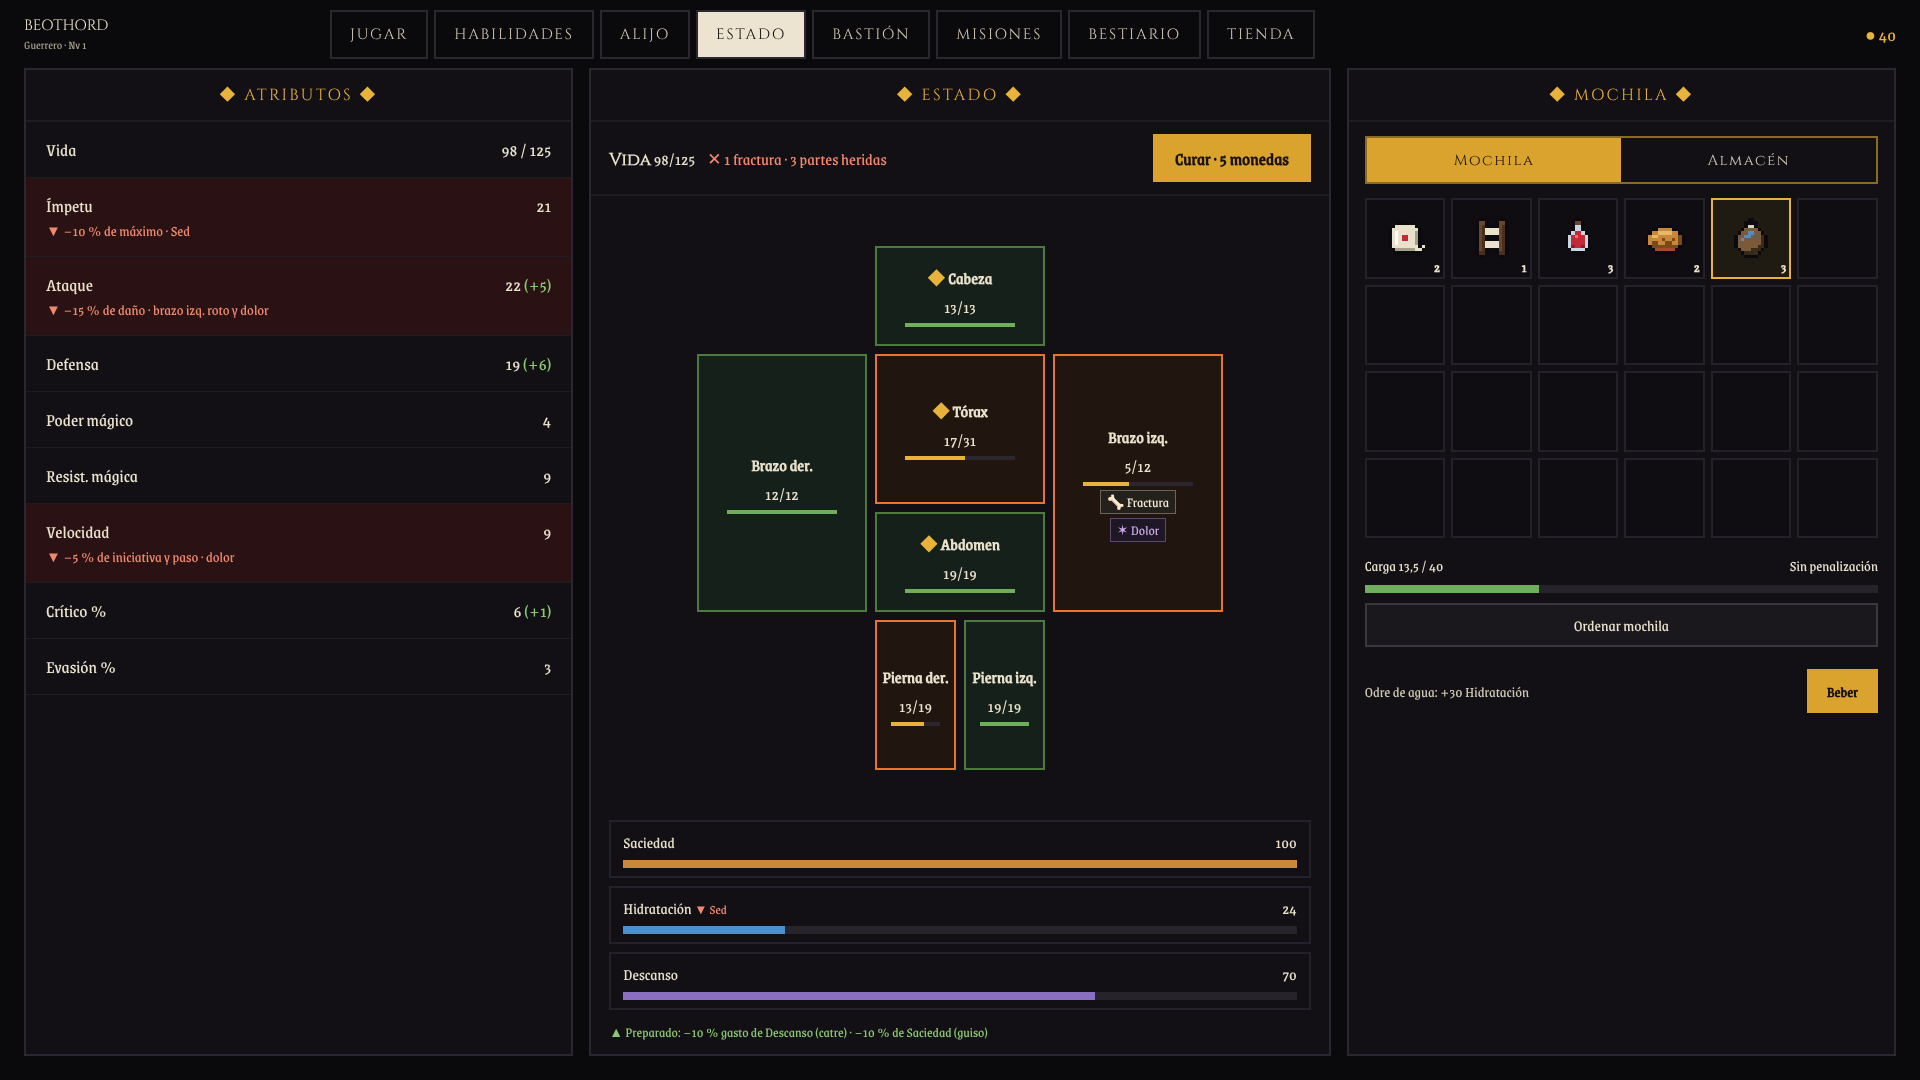 BEOTHORD
Guerrero · Nv 1
JUGAR
HABILIDADES
ALIJO
ESTADO
BASTIÓN
MISIONES
BESTIARIO
TIENDA
40
ATRIBUTOS
Vida 98 / 125
Ímpetu 21
▼ −10 % de máximo · Sed
Ataque 22 (+5)
▼ −15 % de daño · brazo izq. roto y dolor
Defensa 19 (+6)
Poder mágico 4
Resist. mágica 9
Velocidad 9
▼ −5 % de iniciativa y paso · dolor
Crítico % 6 (+1)
Evasión % 3
ESTADO
VIDA 98/125 ✕ 1 fractura · 3 partes heridas
Curar · 5 monedas
Cabeza
13/13
Brazo der.
12/12
Tórax
17/31
Brazo izq.
5/12
Fractura
✶ Dolor
Abdomen
19/19
Pierna der.
13/19
Pierna izq.
19/19
Saciedad 100
Hidratación ▼ Sed 24
Descanso 70
▲ Preparado: −10 % gasto de Descanso (catre) · −10 % de Saciedad (guiso)
MOCHILA
MOCHILA
ALMACÉN
2
1
3
2
3
Carga 13,5 / 40 Sin penalización
Ordenar mochila
Odre de agua: +30 Hidratación
Beber